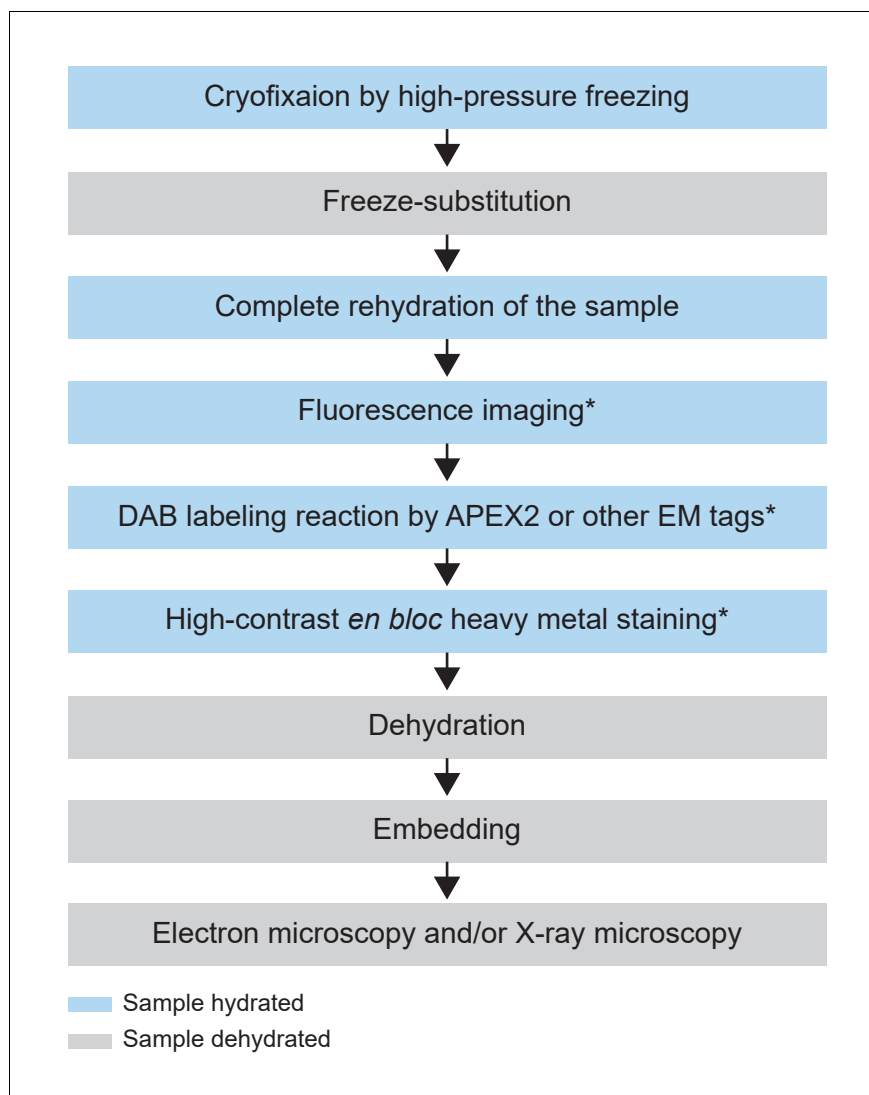 Cryofixaion by high-pressure freezing
Freeze-substitution
Complete rehydration of the sample
Fluorescence imaging*
DAB labeling reaction by APEX2 or other EM tags*
High-contrast en bloc heavy metal staining*
Dehydration
Embedding
Electron microscopy and/or X-ray microscopy
Sample hydrated
Sample dehydrated